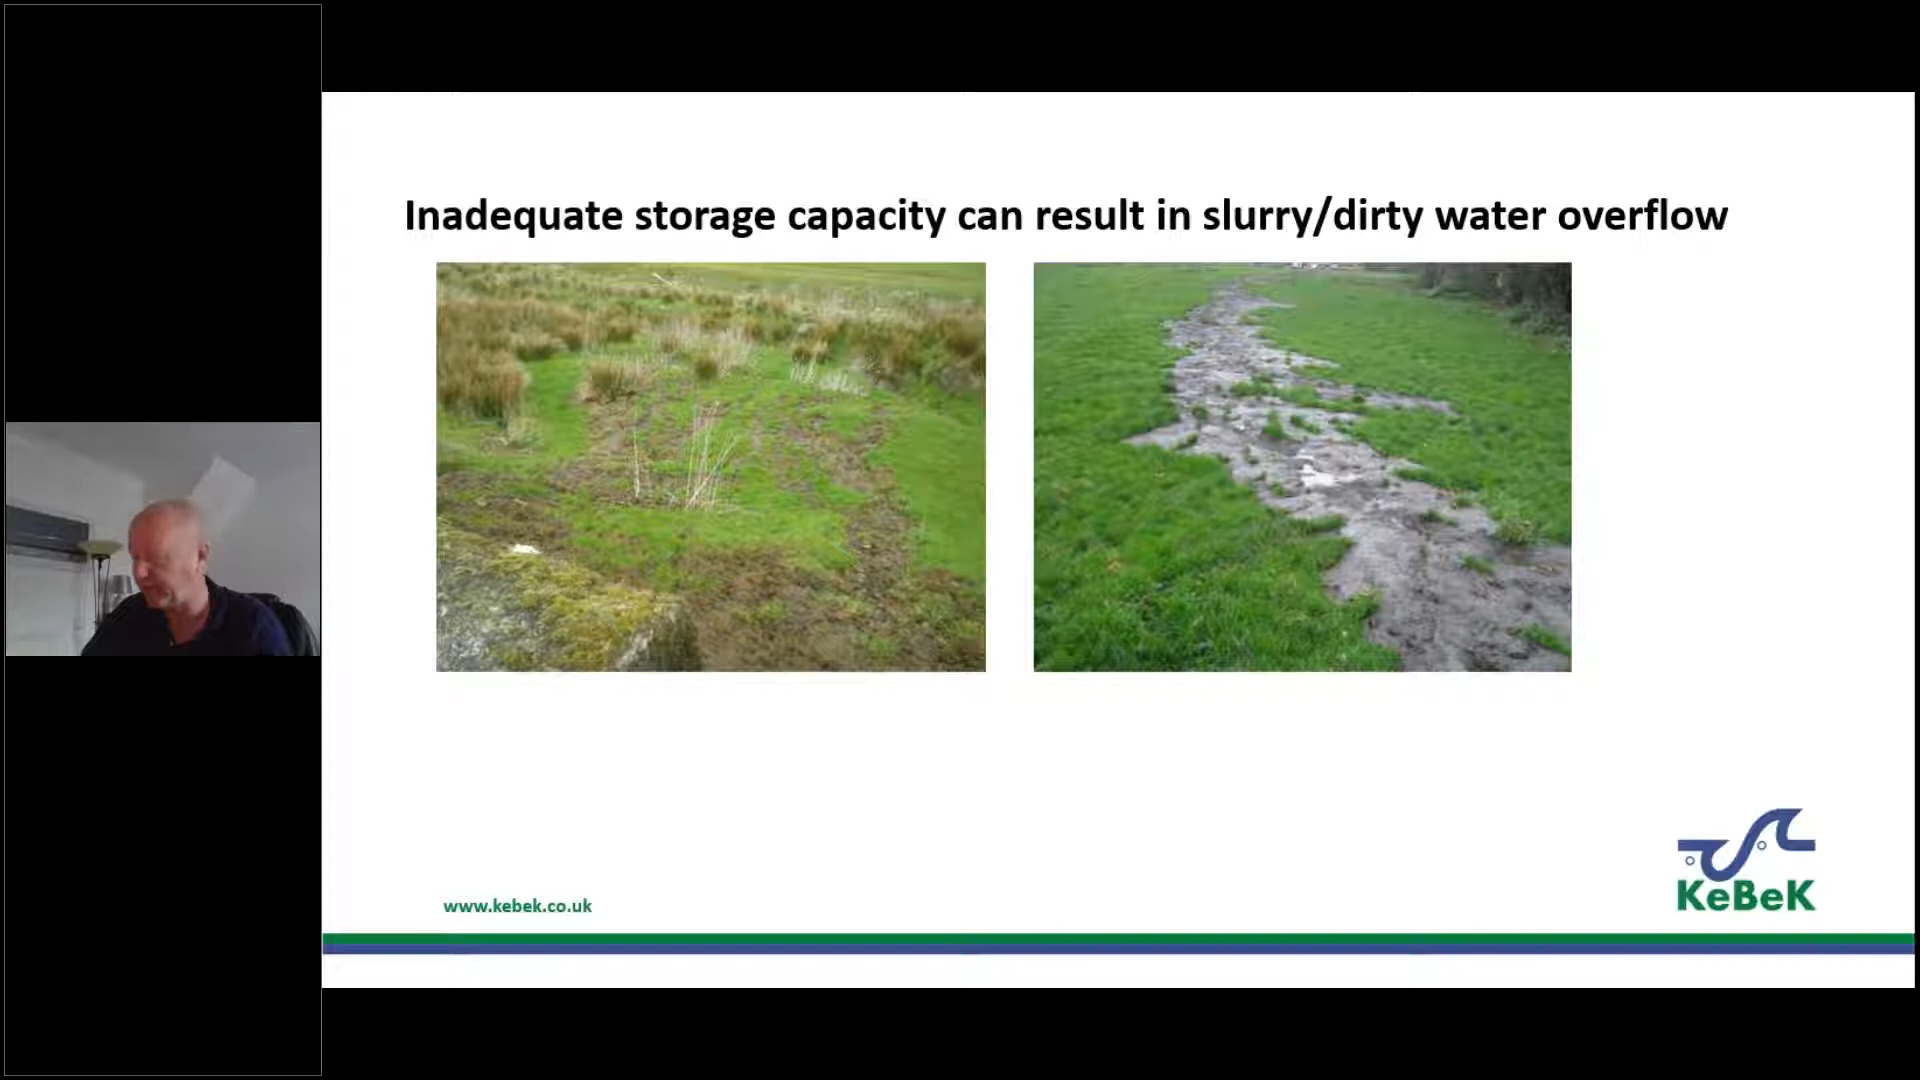 Inadequate storage capacity can result in slurry/dirty water overflow
www.kebek.co.uk
KeBeK